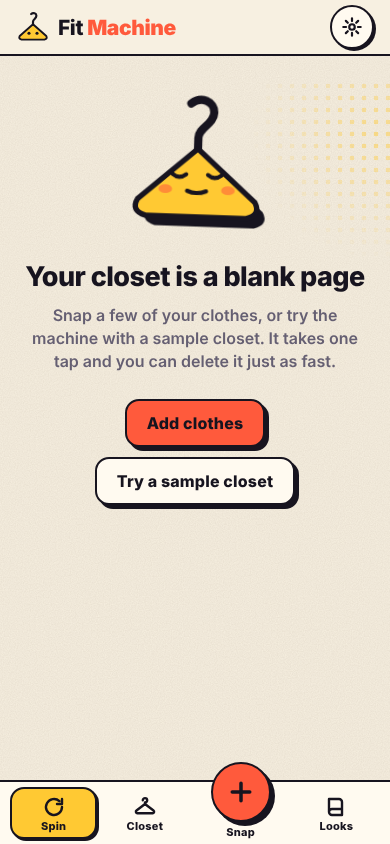 Fit Machine
Your closet is a blank page
Snap a few of your clothes, or try the
machine with a sample closet. It takes one
tap and you can delete it just as fast.
Add clothes
Try a sample closet
Spin
Closet
Snap
Looks